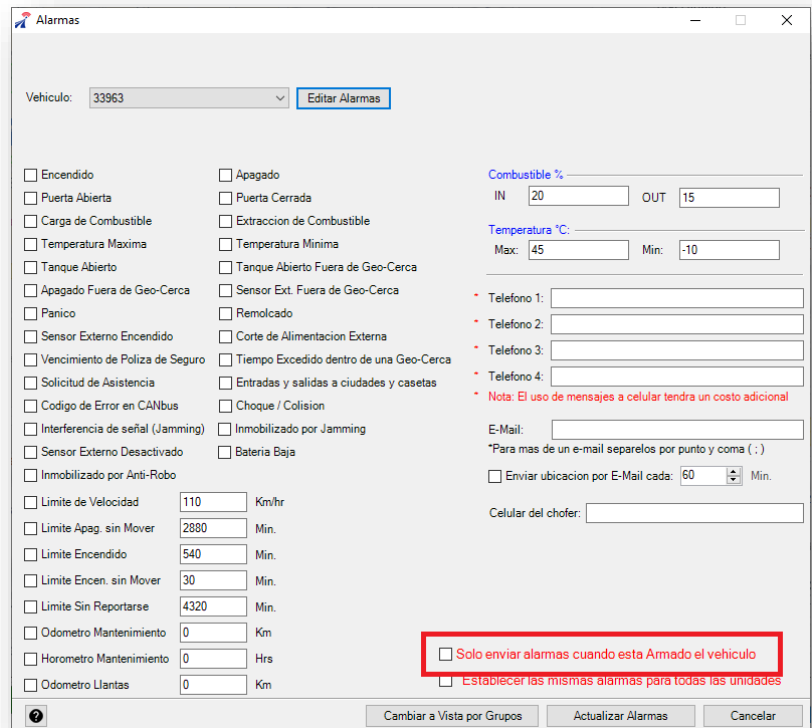 Alarmas
Vehiculo: 33963 Editar Alarmas
Encendido Apagado
Puerta Abierta Puerta Cerrada
Carga de Combustible Extraccion de Combustible
Temperatura Maxima Temperatura Minima
Tanque Abierto Tanque Abierto Fuera de Geo-Cerca
Apagado Fuera de Geo-Cerca Sensor Ext. Fuera de Geo-Cerca
Panico Remolcado
Sensor Externo Encendido Corte de Alimentacion Externa
Vencimiento de Poliza de Seguro Tiempo Excedido dentro de una Geo-Cerca
Solicitud de Asistencia Entradas y salidas a ciudades y casetas
Codigo de Error en CANbus Choque / Colision
Interferencia de señal (Jamming) Inmobilizado por Jamming
Sensor Externo Desactivado Bateria Baja
Inmobilizado por Anti-Robo
Limite de Velocidad 110 Km/hr
Limite Apag. sin Mover 2880 Min.
Limite Encendido 540 Min.
Limite Encen. sin Mover 30 Min.
Limite Sin Reportarse 4320 Min.
Odometro Mantenimiento 0 Km
Horometro Mantenimiento 0 Hrs
Odometro Llantas 0 Km
Combustible %
IN 20 OUT 15
Temperatura °C:
Max: 45 Min: -10
* Telefono 1:
* Telefono 2:
* Telefono 3:
* Telefono 4:
* Nota: El uso de mensajes a celular tendra un costo adicional
E-Mail:
*Para mas de un e-mail separelos por punto y coma ( ; )
Enviar ubicacion por E-Mail cada: 60 Min.
Celular del chofer:
Solo enviar alarmas cuando esta Armado el vehiculo
Establecer las mismas alarmas para todas las unidades
? Cambiar a Vista por Grupos Actualizar Alarmas Cancelar